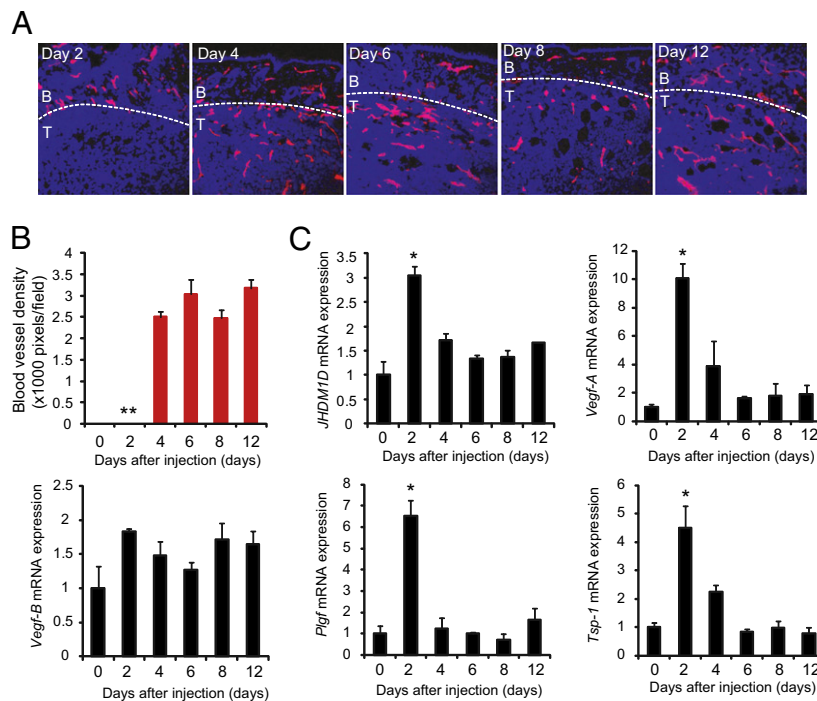 A
Day 2
Day 4
Day 6
Day 8
Day 12
B
B
B
B
B
T
T
T
T
T
B
Blood vessel density
(x1000 pixels/field)
4
3.5
3
2.5
2
1.5
1
0.5
0
**
0 2 4 6 8 12
Days after injection (days)
C
JHDM1D mRNA expression
3.5
3
2.5
2
1.5
1
0.5
0
*
0 2 4 6 8 12
Days after injection (days)
Vegf-A mRNA expression
12
10
8
6
4
2
0
*
0 2 4 6 8 12
Days after injection (days)
Vegf-B mRNA expression
2.5
2
1.5
1
0.5
0
0 2 4 6 8 12
Days after injection (days)
Plgf mRNA expression
8
7
6
5
4
3
2
1
0
*
0 2 4 6 8 12
Days after injection (days)
Tsp-1 mRNA expression
6
5
4
3
2
1
0
*
0 2 4 6 8 12
Days after injection (days)